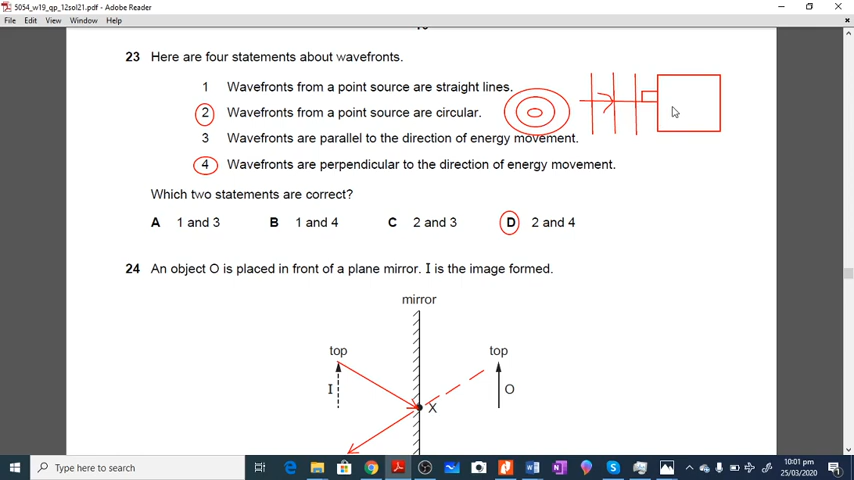 5054_w19_qp_12sol21.pdf - Adobe Reader
File Edit View Window Help
23 Here are four statements about wavefronts.
1 Wavefronts from a point source are straight lines.
2 Wavefronts from a point source are circular.
3 Wavefronts are parallel to the direction of energy movement.
4 Wavefronts are perpendicular to the direction of energy movement.
Which two statements are correct?
A 1 and 3 B 1 and 4 C 2 and 3 D 2 and 4
24 An object O is placed in front of a plane mirror. I is the image formed.
mirror
top top
I O
X
Type here to search
10:01 pm
25/03/2020